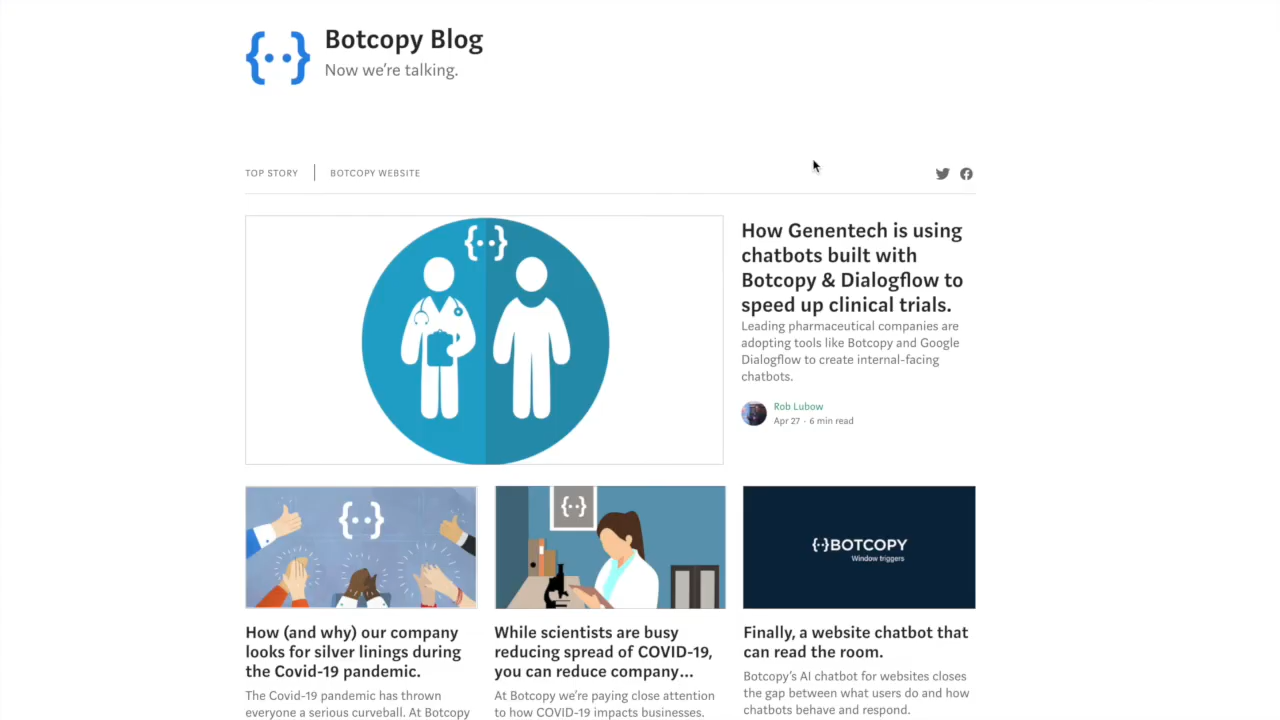 Botcopy Blog
Now we're talking.
TOP STORY
BOTCOPY WEBSITE
How Genentech is using
chatbots built with
Botcopy & Dialogflow to
speed up clinical trials.
Leading pharmaceutical companies are
adopting tools like Botcopy and Google
Dialogflow to create internal-facing
chatbots.
Rob Lubow
Apr 27 · 6 min read
BOTCOPY
Window triggers
How (and why) our company
looks for silver linings during
the Covid-19 pandemic.
The Covid-19 pandemic has thrown
everyone a serious curveball. At Botcopy
While scientists are busy
reducing spread of COVID-19,
you can reduce company...
At Botcopy we're paying close attention
to how COVID-19 impacts businesses.
Finally, a website chatbot that
can read the room.
Botcopy's AI chatbot for websites closes
the gap between what users do and how
chatbots behave and respond.